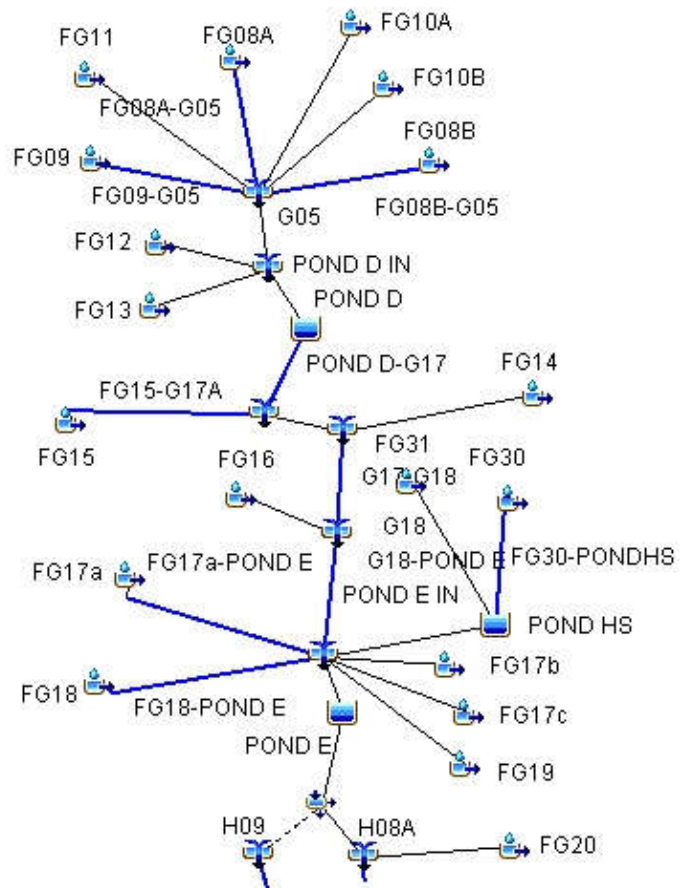 FG10A
FG11
FG08A
FG10B
FG08A-G05
FG08B
FG09
FG09-G05
FG08B-G05
G05
FG12
POND D IN
POND D
FG13
POND D-G17
FG14
FG15-G17A
FG15
FG31
FG30
FG16
G17-G18
G18
G18-POND E
FG30-PONDHS
FG17a
FG17a-POND E
POND E IN
POND HS
FG17b
FG18
FG18-POND E
FG17c
POND E
FG19
H09
H08A
FG20